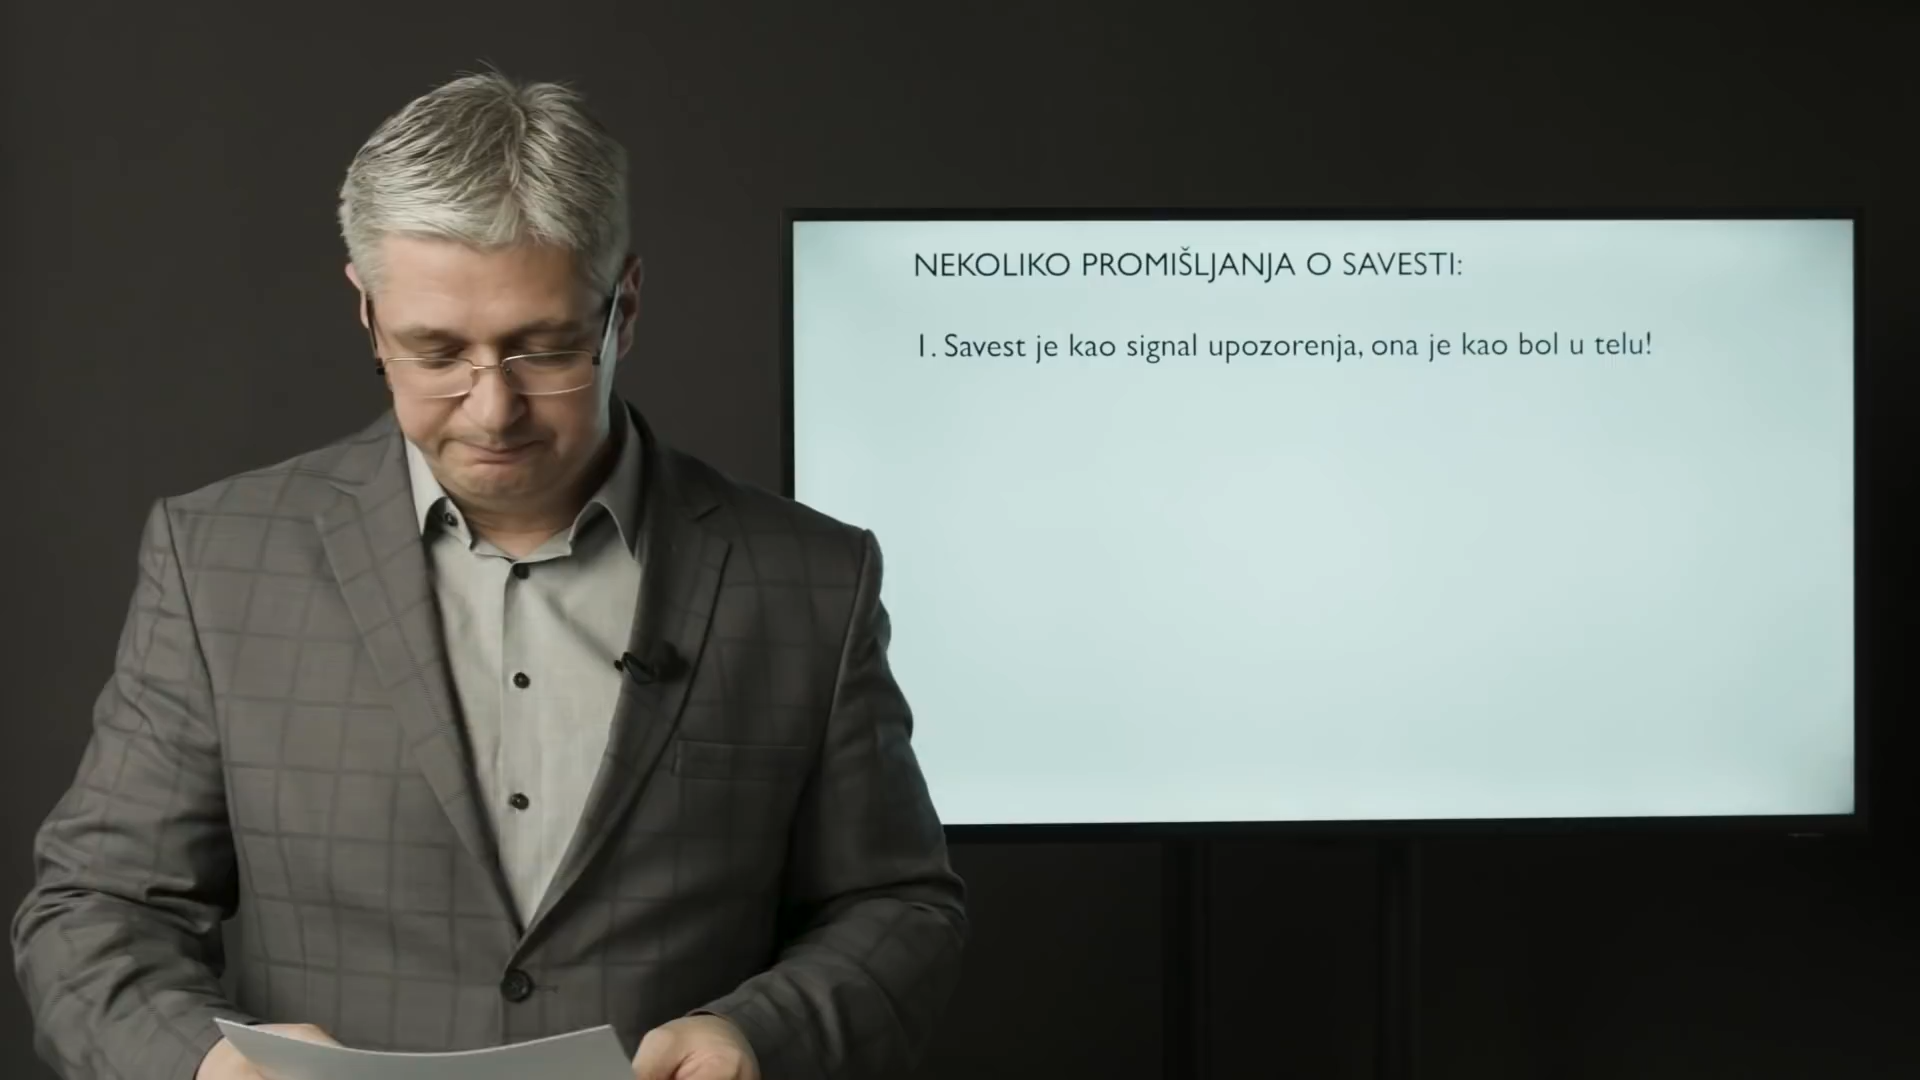 NEKOLIKO PROMIŠLJANJA O SAVESTI:
1. Savest je kao signal upozorenja, ona je kao bol u telu!